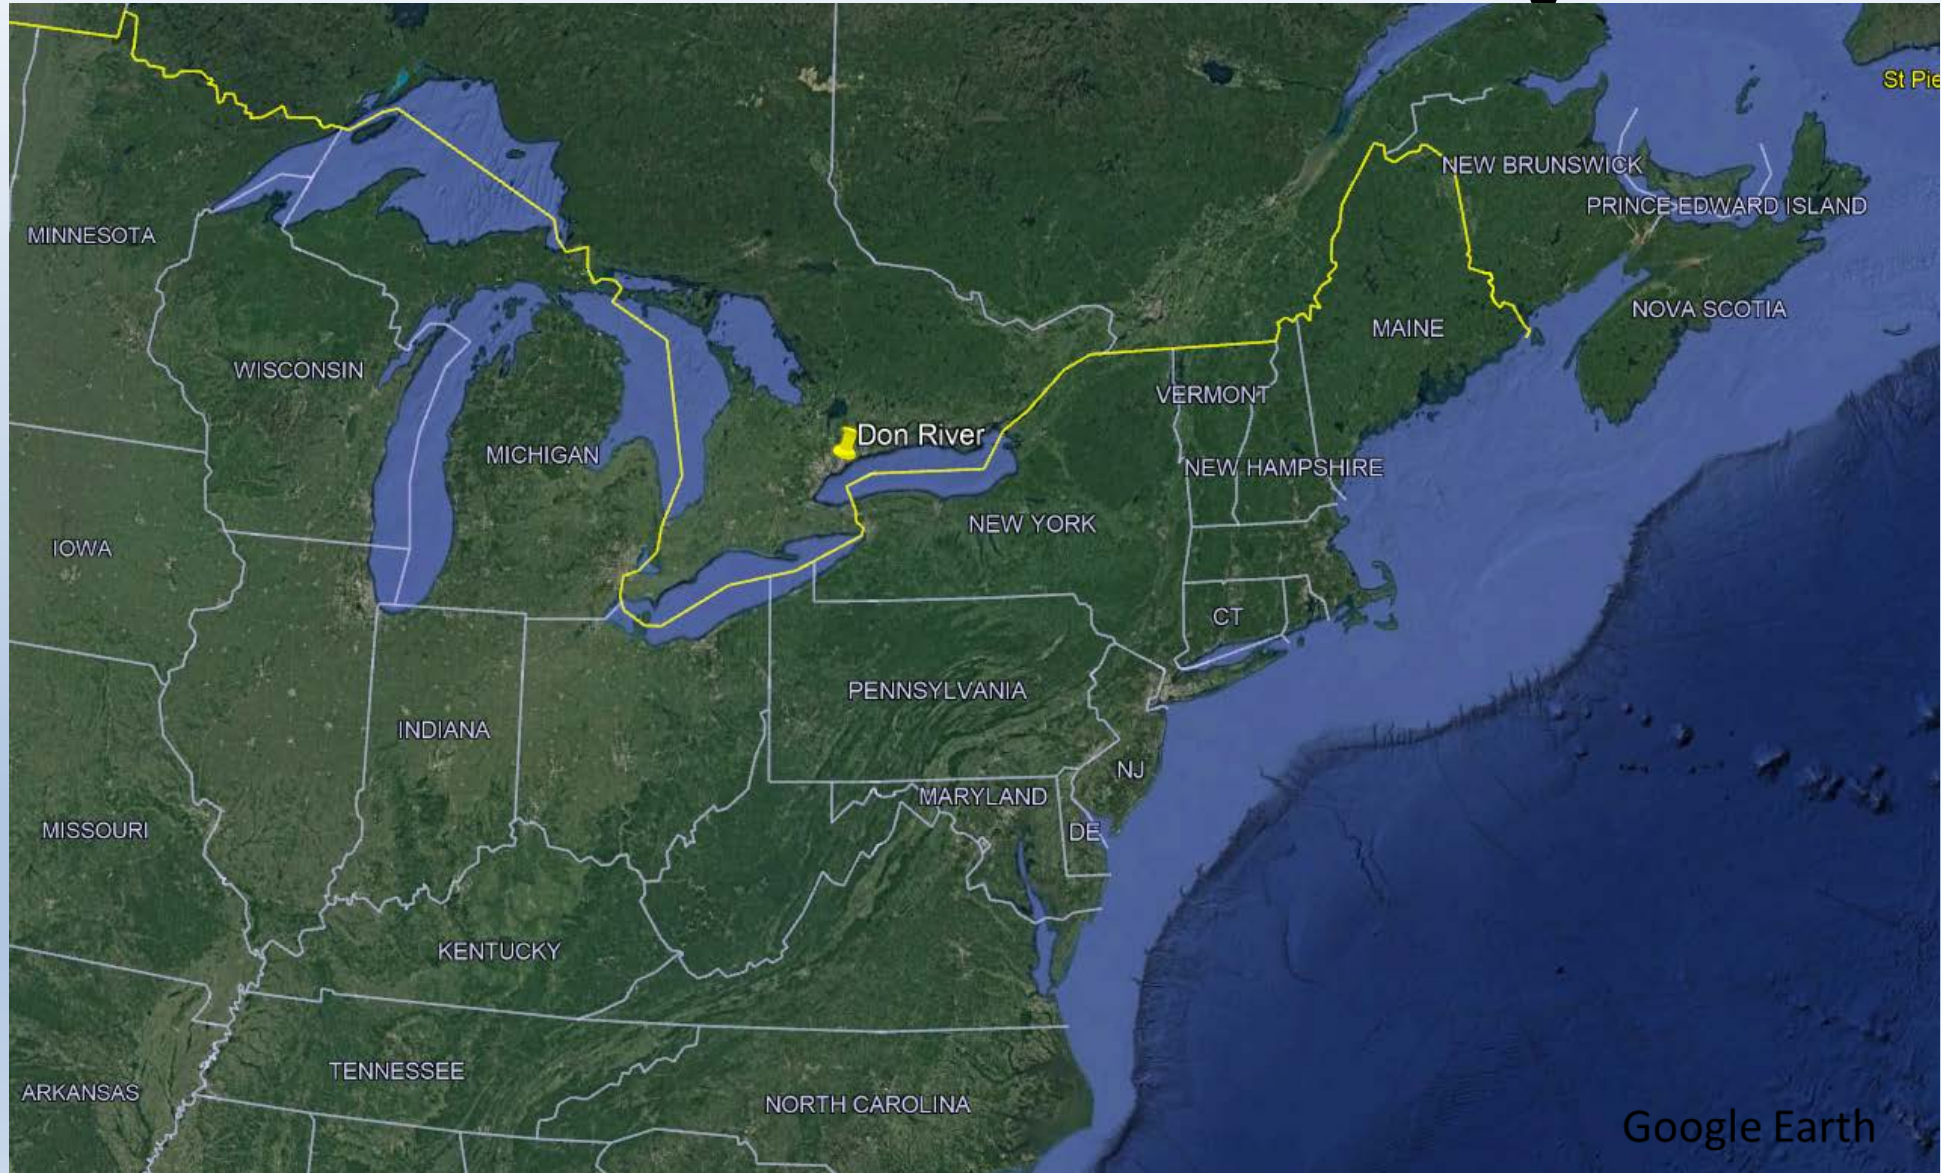 St Pie
NEW BRUNSWICK
PRINCE EDWARD ISLAND
MINNESOTA
NOVA SCOTIA
MAINE
WISCONSIN
VERMONT
Don River
MICHIGAN
NEW HAMPSHIRE
NEW YORK
IOWA
CT
PENNSYLVANIA
INDIANA
NJ
MARYLAND
MISSOURI
DE
KENTUCKY
TENNESSEE
ARKANSAS
NORTH CAROLINA
Google Earth